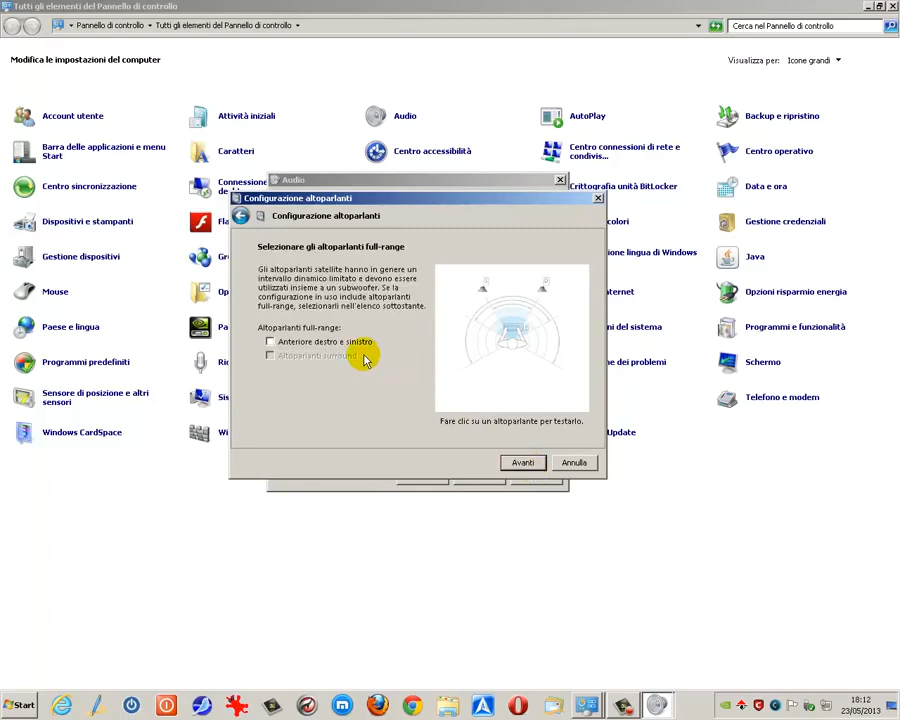 Tutti gli elementi del Pannello di controllo
Pannello di controllo
Tutti gli elementi del Pannello di controllo
Cerca nel Pannello di controllo
Modifica le impostazioni del computer
Visualizza per:
Icone grandi
Account utente
Attività iniziali
Audio
AutoPlay
Backup e ripristino
Barra delle applicazioni e menu
Start
Caratteri
Centro accessibilità
Centro connessioni di rete e
condivis...
Centro operativo
Centro sincronizzazione
Connessione
Audio
Crittografia unità BitLocker
Data e ora
Dispositivi e stampanti
Gestione credenziali
Gestione dispositivi
lingua di Windows
Java
Mouse
Opzioni risparmio energia
Paese e lingua
Programmi e funzionalità
Programmi predefiniti
Schermo
Sensore di posizione e altri
sensori
Telefono e modem
Windows CardSpace
Update
Configurazione altoparlanti
Configurazione altoparlanti
Selezionare gli altoparlanti full-range
Gli altoparlanti satellite hanno in genere un
intervallo dinamico limitato e devono essere
utilizzati insieme a un subwoofer. Se la
configurazione in uso include altoparlanti
full-range, selezionarli nell'elenco sottostante.
Altoparlanti full-range:
Anteriore destro e sinistro
Altoparlanti surround
S
D
Fare clic su un altoparlante per testarlo.
Avanti
Annulla
Start
18:12
23/05/2013